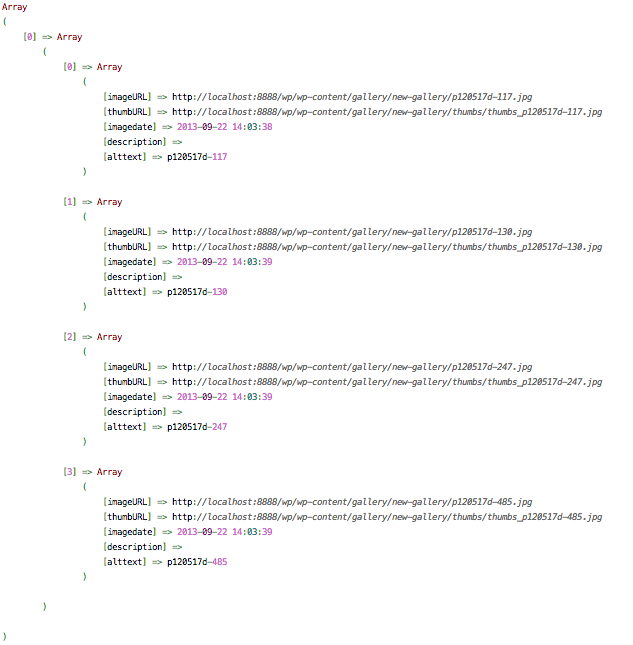 Array
(
[0] => Array
(
[0] => Array
(
[imageURL] => http://localhost:8888/wp/wp-content/gallery/new-gallery/p120517d-117.jpg
[thumbURL] => http://localhost:8888/wp/wp-content/gallery/new-gallery/thumbs/thumbs_p120517d-117.jpg
[imagedate] => 2013-09-22 14:03:38
[description] =>
[alttext] => p120517d-117
)
[1] => Array
(
[imageURL] => http://localhost:8888/wp/wp-content/gallery/new-gallery/p120517d-130.jpg
[thumbURL] => http://localhost:8888/wp/wp-content/gallery/new-gallery/thumbs/thumbs_p120517d-130.jpg
[imagedate] => 2013-09-22 14:03:39
[description] =>
[alttext] => p120517d-130
)
[2] => Array
(
[imageURL] => http://localhost:8888/wp/wp-content/gallery/new-gallery/p120517d-247.jpg
[thumbURL] => http://localhost:8888/wp/wp-content/gallery/new-gallery/thumbs/thumbs_p120517d-247.jpg
[imagedate] => 2013-09-22 14:03:39
[description] =>
[alttext] => p120517d-247
)
[3] => Array
(
[imageURL] => http://localhost:8888/wp/wp-content/gallery/new-gallery/p120517d-485.jpg
[thumbURL] => http://localhost:8888/wp/wp-content/gallery/new-gallery/thumbs/thumbs_p120517d-485.jpg
[imagedate] => 2013-09-22 14:03:39
[description] =>
[alttext] => p120517d-485
)
)
)